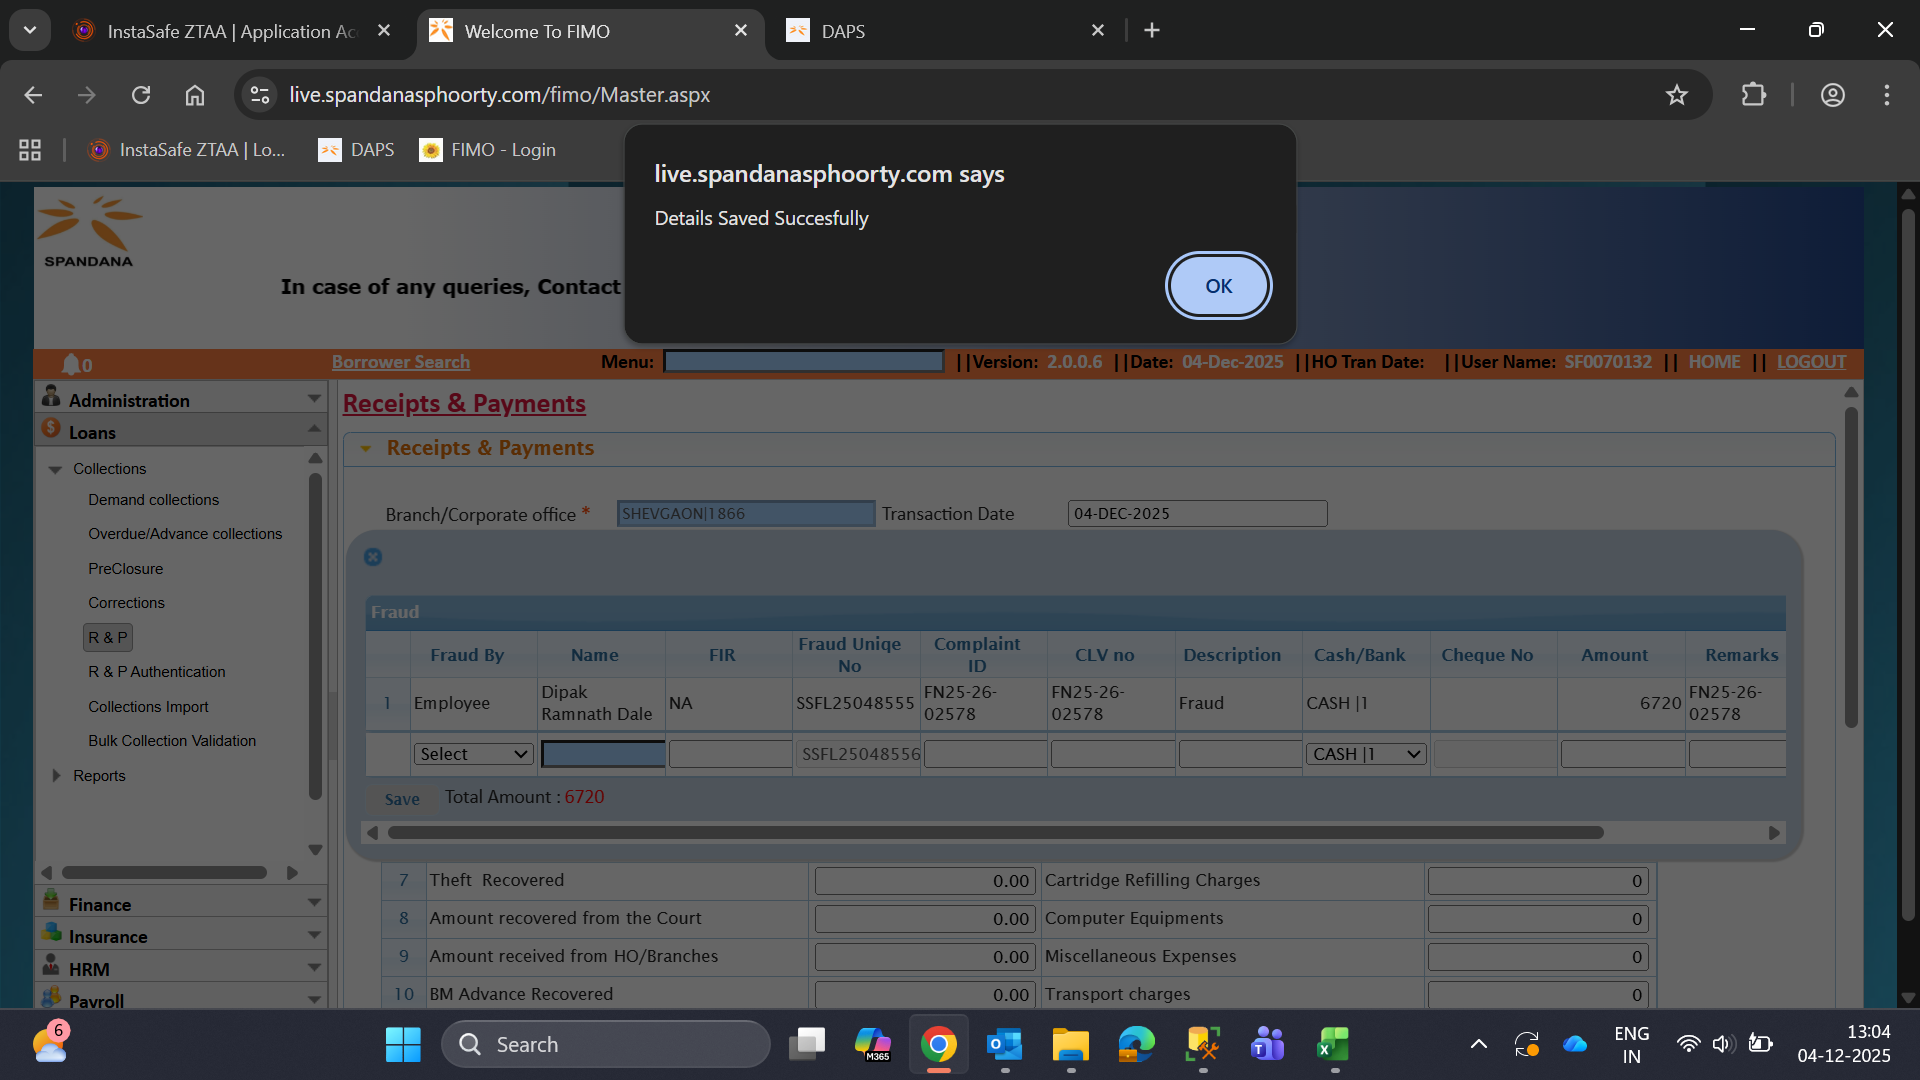 InstaSafe ZTAA | Application Acc
Welcome To FIMO
DAPS
live.spandanasphoorty.com/fimo/Master.aspx
InstaSafe ZTAA | Lo...
DAPS
FIMO - Login
live.spandanasphoorty.com says
Details Saved Succesfully
OK
SPANDANA
In case of any queries, Contact
0
Borrower Search
Menu:
||Version: 2.0.0.6 ||Date: 04-Dec-2025 ||HO Tran Date: ||User Name: SF0070132 || HOME || LOGOUT
Administration
Loans
Collections
Demand collections
Overdue/Advance collections
PreClosure
Corrections
R & P
R & P Authentication
Collections Import
Bulk Collection Validation
Reports
Finance
Insurance
HRM
Payroll
Receipts & Payments
Receipts & Payments
Branch/Corporate office * SHEVGAON|1866 Transaction Date 04-DEC-2025
Fraud
Fraud By Name FIR Fraud Uniqe No Complaint ID CLV no Description Cash/Bank Cheque No Amount Remarks
1 Employee Dipak Ramnath Dale NA SSFL25048555 FN25-26-02578 FN25-26-02578 Fraud CASH |1 6720 FN25-26-02578
Select SSFL25048556 CASH |1
Save Total Amount : 6720
7 Theft Recovered 0.00 Cartridge Refilling Charges 0
8 Amount recovered from the Court 0.00 Computer Equipments 0
9 Amount received from HO/Branches 0.00 Miscellaneous Expenses 0
10 BM Advance Recovered 0.00 Transport charges 0
6
Search
M365
ENG
IN
13:04
04-12-2025